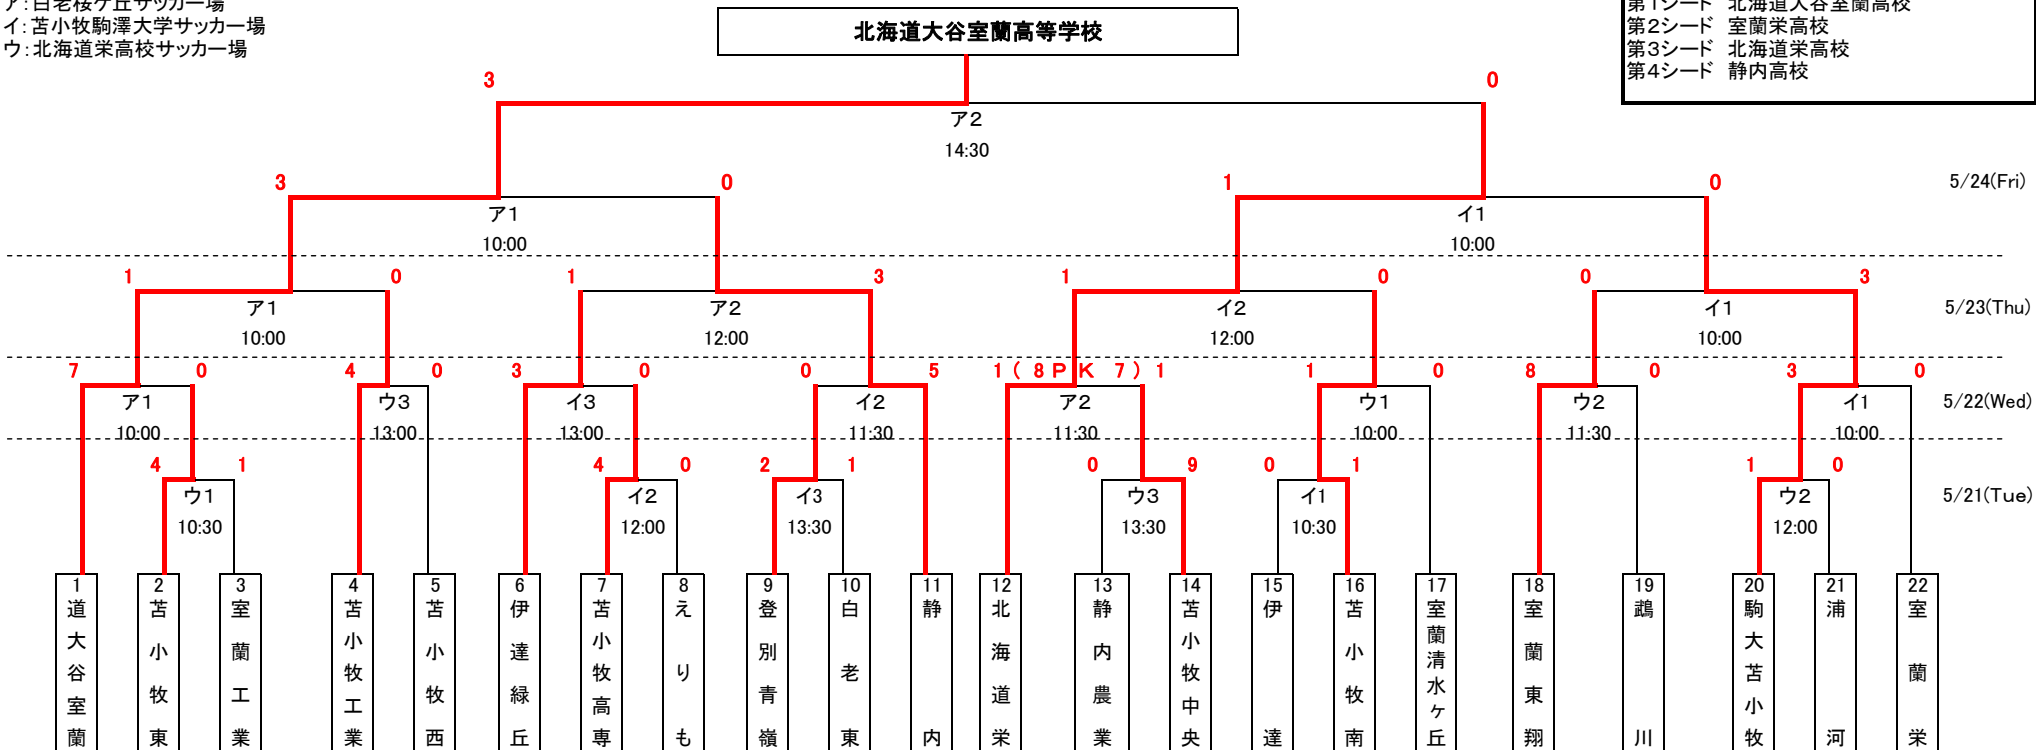 ア：白老桜ケ丘サッカー場
イ：苫小牧駒澤大学サッカー場
ウ：北海道栄高校サッカー場
北海道大谷室蘭高等学校
第1シード 北海道大谷室蘭高校
第2シード 室蘭栄高校
第3シード 北海道栄高校
第4シード 静内高校
3 0
ア2
14:30
3 0 1 0 5/24(Fri)
ア1 イ1
10:00 10:00
1 0 1 3 1 0 0 3
ア1 ア2 イ2 イ1 5/23(Thu)
10:00 12:00 12:00 10:00
7 0 4 0 3 0 0 5 1(8PK 7)1 1 0 8 0 3 0
ア1 ウ3 イ3 イ2 ア2 ウ1 ウ2 イ1 5/22(Wed)
10:00 13:00 13:00 11:30 11:30 10:00 11:30 10:00
4 1 4 0 2 1 0 9 0 1 1 0
ウ1 イ2 イ3 ウ3 イ1 ウ2 5/21(Tue)
10:30 12:00 13:30 13:30 10:30 12:00
1 道大谷室蘭
2 苫小牧東
3 室蘭工業
4 苫小牧工業
5 苫小牧西
6 伊達緑丘
7 苫小牧高専
8 えりも
9 登別青嶺
10 白老東
11 静内
12 北海道栄
13 静内農業
14 苫小牧中央
15 伊達
16 苫小牧南
17 室蘭清水ヶ丘
18 室蘭東翔
19 鵡川
20 駒大苫小牧
21 浦河
22 室蘭栄